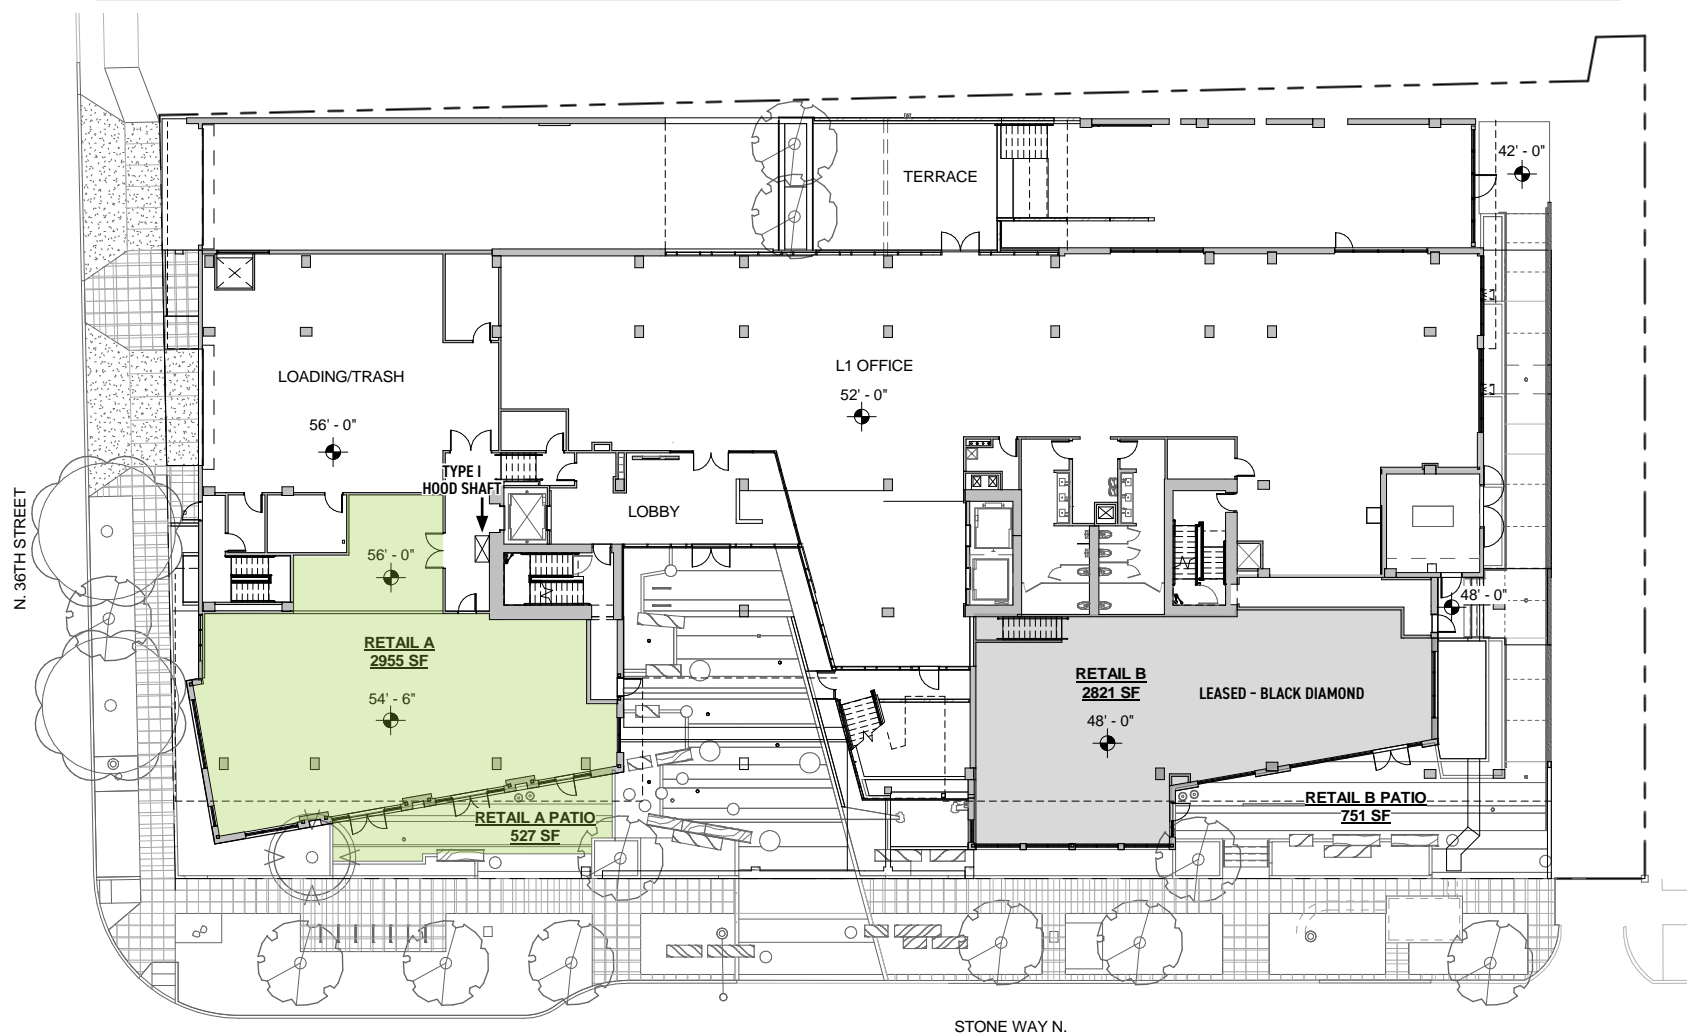 42' - 0"
TERRACE
L1 OFFICE
52' - 0"
LOADING/TRASH
56' - 0"
TYPE I
HOOD SHAFT
LOBBY
N. 36TH STREET
56' - 0"
48' - 0"
RETAIL A
2955 SF
54' - 6"
RETAIL B
2821 SF
LEASED - BLACK DIAMOND
48' - 0"
RETAIL A PATIO
527 SF
RETAIL B PATIO
751 SF
STONE WAY N.